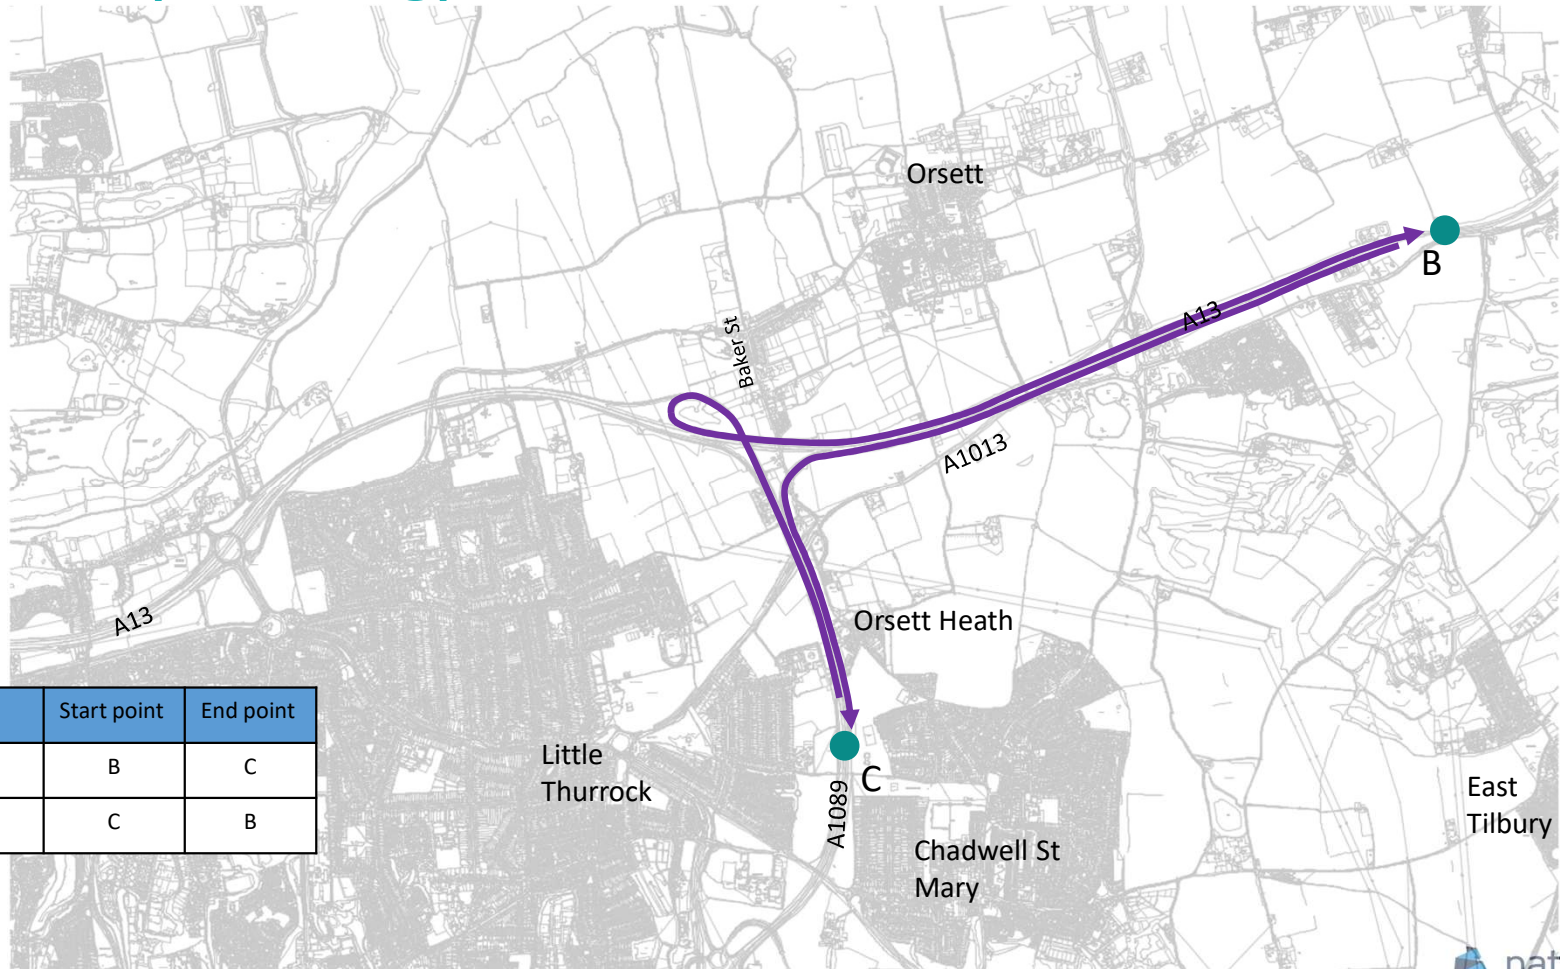 Orsett
B
A13
Baker St
A1013
A13
Orsett Heath
Start point End point
B C
C B
Little
Thurrock
C
A1089
East
Tilbury
Chadwell St
Mary